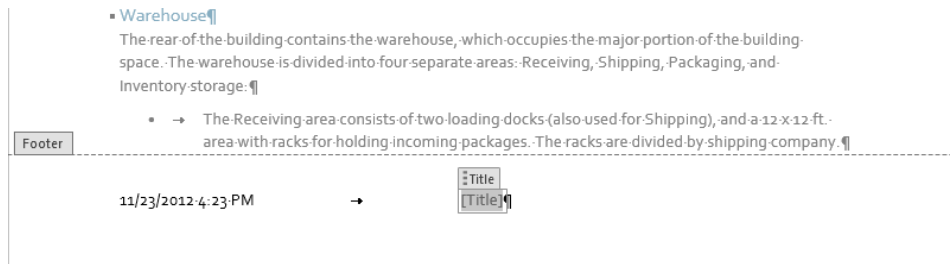 Warehouse¶
The rear of the building contains the warehouse, which occupies the major portion of the building
space. The warehouse is divided into four separate areas: Receiving, Shipping, Packaging, and
Inventory storage:¶
• → The Receiving area consists of two loading docks (also used for Shipping), and a 12 x 12 ft.
area with racks for holding incoming packages. The racks are divided by shipping company.¶
Footer
Title
11/23/2012 4:23 PM → [Title]¶